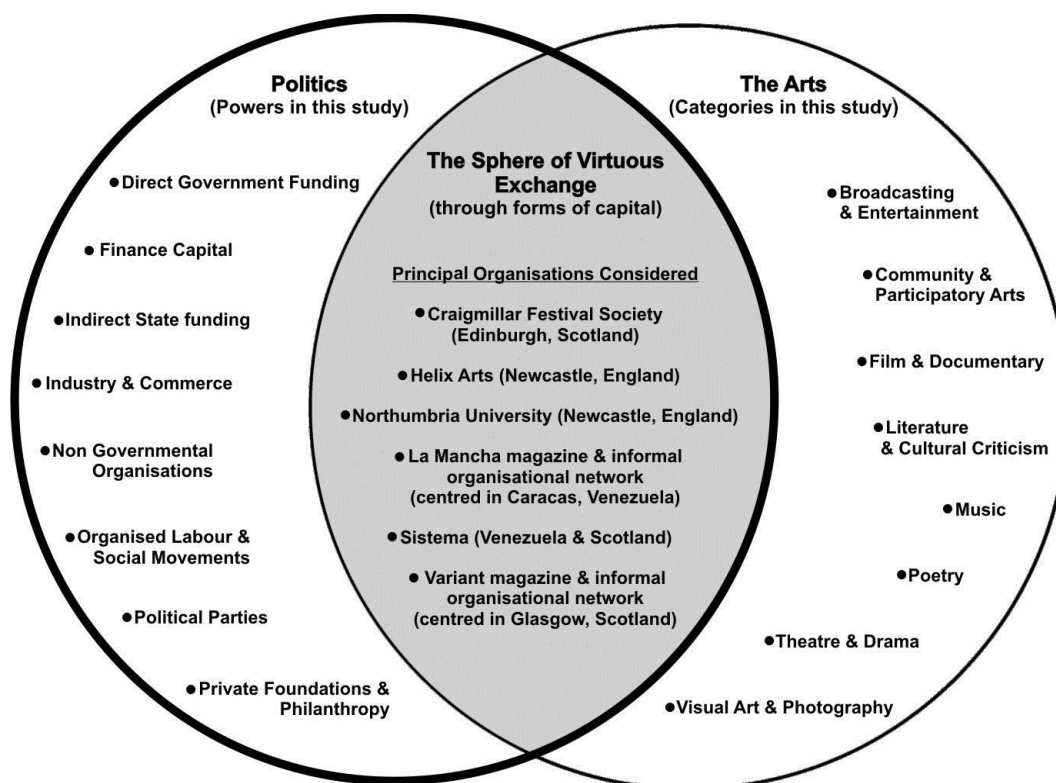 Politics
(Powers in this study)
● Direct Government Funding
● Finance Capital
● Indirect State funding
● Industry & Commerce
● Non Governmental
Organisations
● Organised Labour &
Social Movements
● Political Parties
● Private Foundations &
Philanthropy
The Sphere of Virtuous
Exchange
(through forms of capital)
Principal Organisations Considered
● Craigmillar Festival Society
(Edinburgh, Scotland)
● Helix Arts (Newcastle, England)
● Northumbria University (Newcastle, England)
● La Mancha magazine & informal
organisational network
(centred in Caracas, Venezuela)
● Sistema (Venezuela & Scotland)
● Variant magazine & informal
organisational network
(centred in Glasgow, Scotland)
The Arts
(Categories in this study)
● Broadcasting
& Entertainment
● Community &
Participatory Arts
● Film & Documentary
● Literature
& Cultural Criticism
● Music
● Poetry
● Theatre & Drama
● Visual Art & Photography